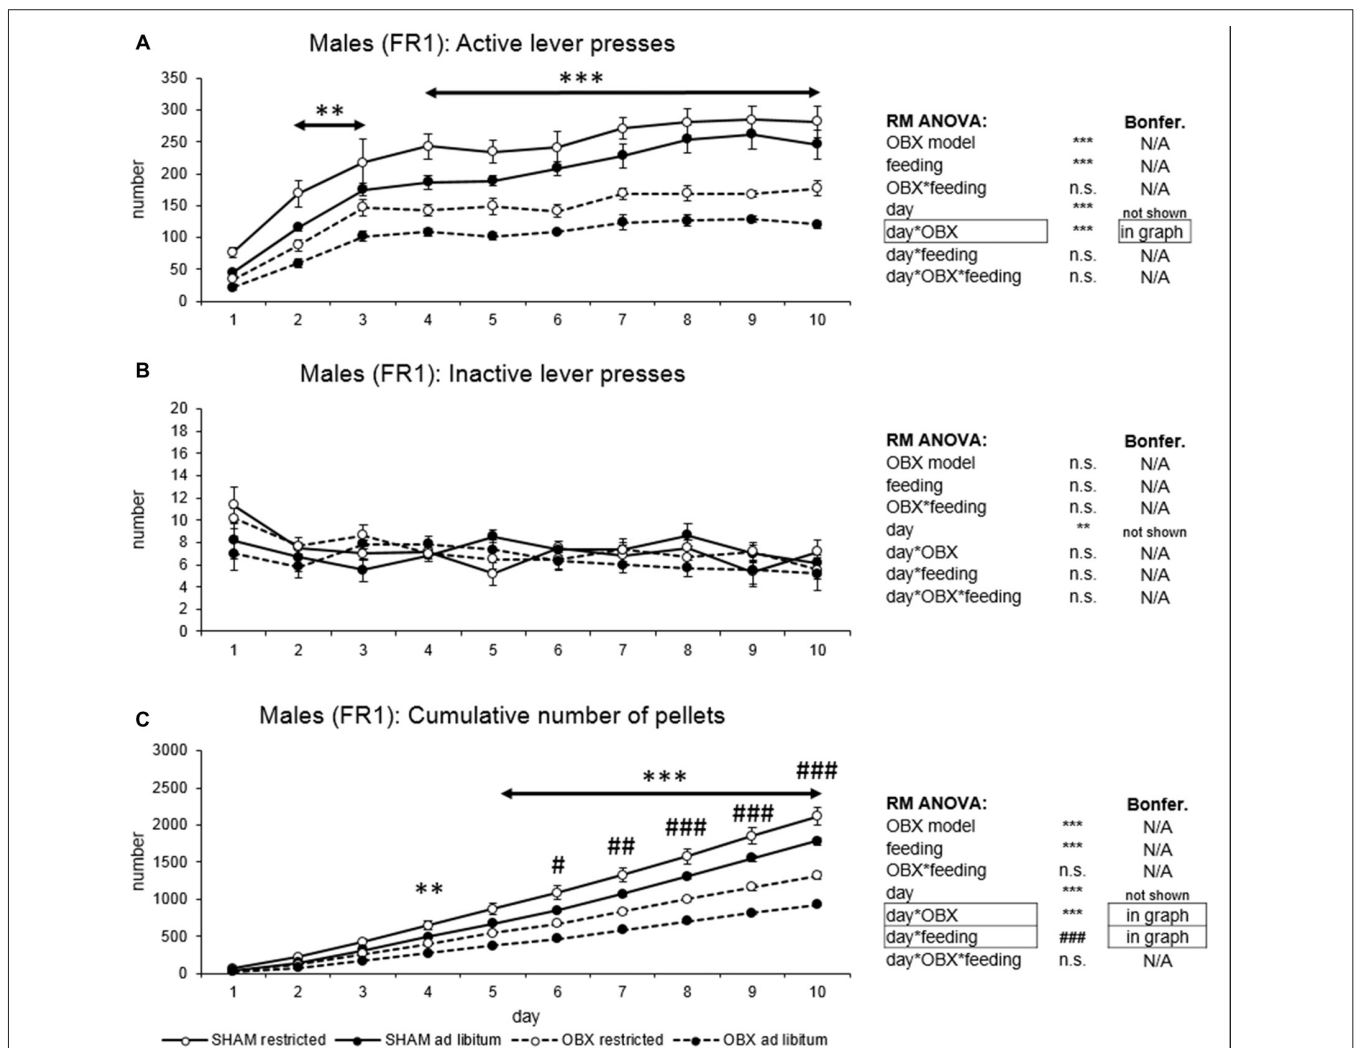 A
Males (FR1): Active lever presses
350
300
250
200
150
100
50
0
number
**
***
1 2 3 4 5 6 7 8 9 10
RM ANOVA: Bonfer.
OBX model *** N/A
feeding *** N/A
OBX*feeding n.s. N/A
day *** not shown
day*OBX *** in graph
day*feeding n.s. N/A
day*OBX*feeding n.s. N/A
B
Males (FR1): Inactive lever presses
20
18
16
14
12
10
8
6
4
2
0
number
1 2 3 4 5 6 7 8 9 10
RM ANOVA: Bonfer.
OBX model n.s. N/A
feeding n.s. N/A
OBX*feeding n.s. N/A
day ** not shown
day*OBX n.s. N/A
day*feeding n.s. N/A
day*OBX*feeding n.s. N/A
C
Males (FR1): Cumulative number of pellets
3000
2500
2000
1500
1000
500
0
number
**
***
# ## ### ### ###
1 2 3 4 5 6 7 8 9 10
day
RM ANOVA: Bonfer.
OBX model *** N/A
feeding *** N/A
OBX*feeding n.s. N/A
day *** not shown
day*OBX *** in graph
day*feeding ### in graph
day*OBX*feeding n.s. N/A
SHAM restricted SHAM ad libitum OBX restricted OBX ad libitum